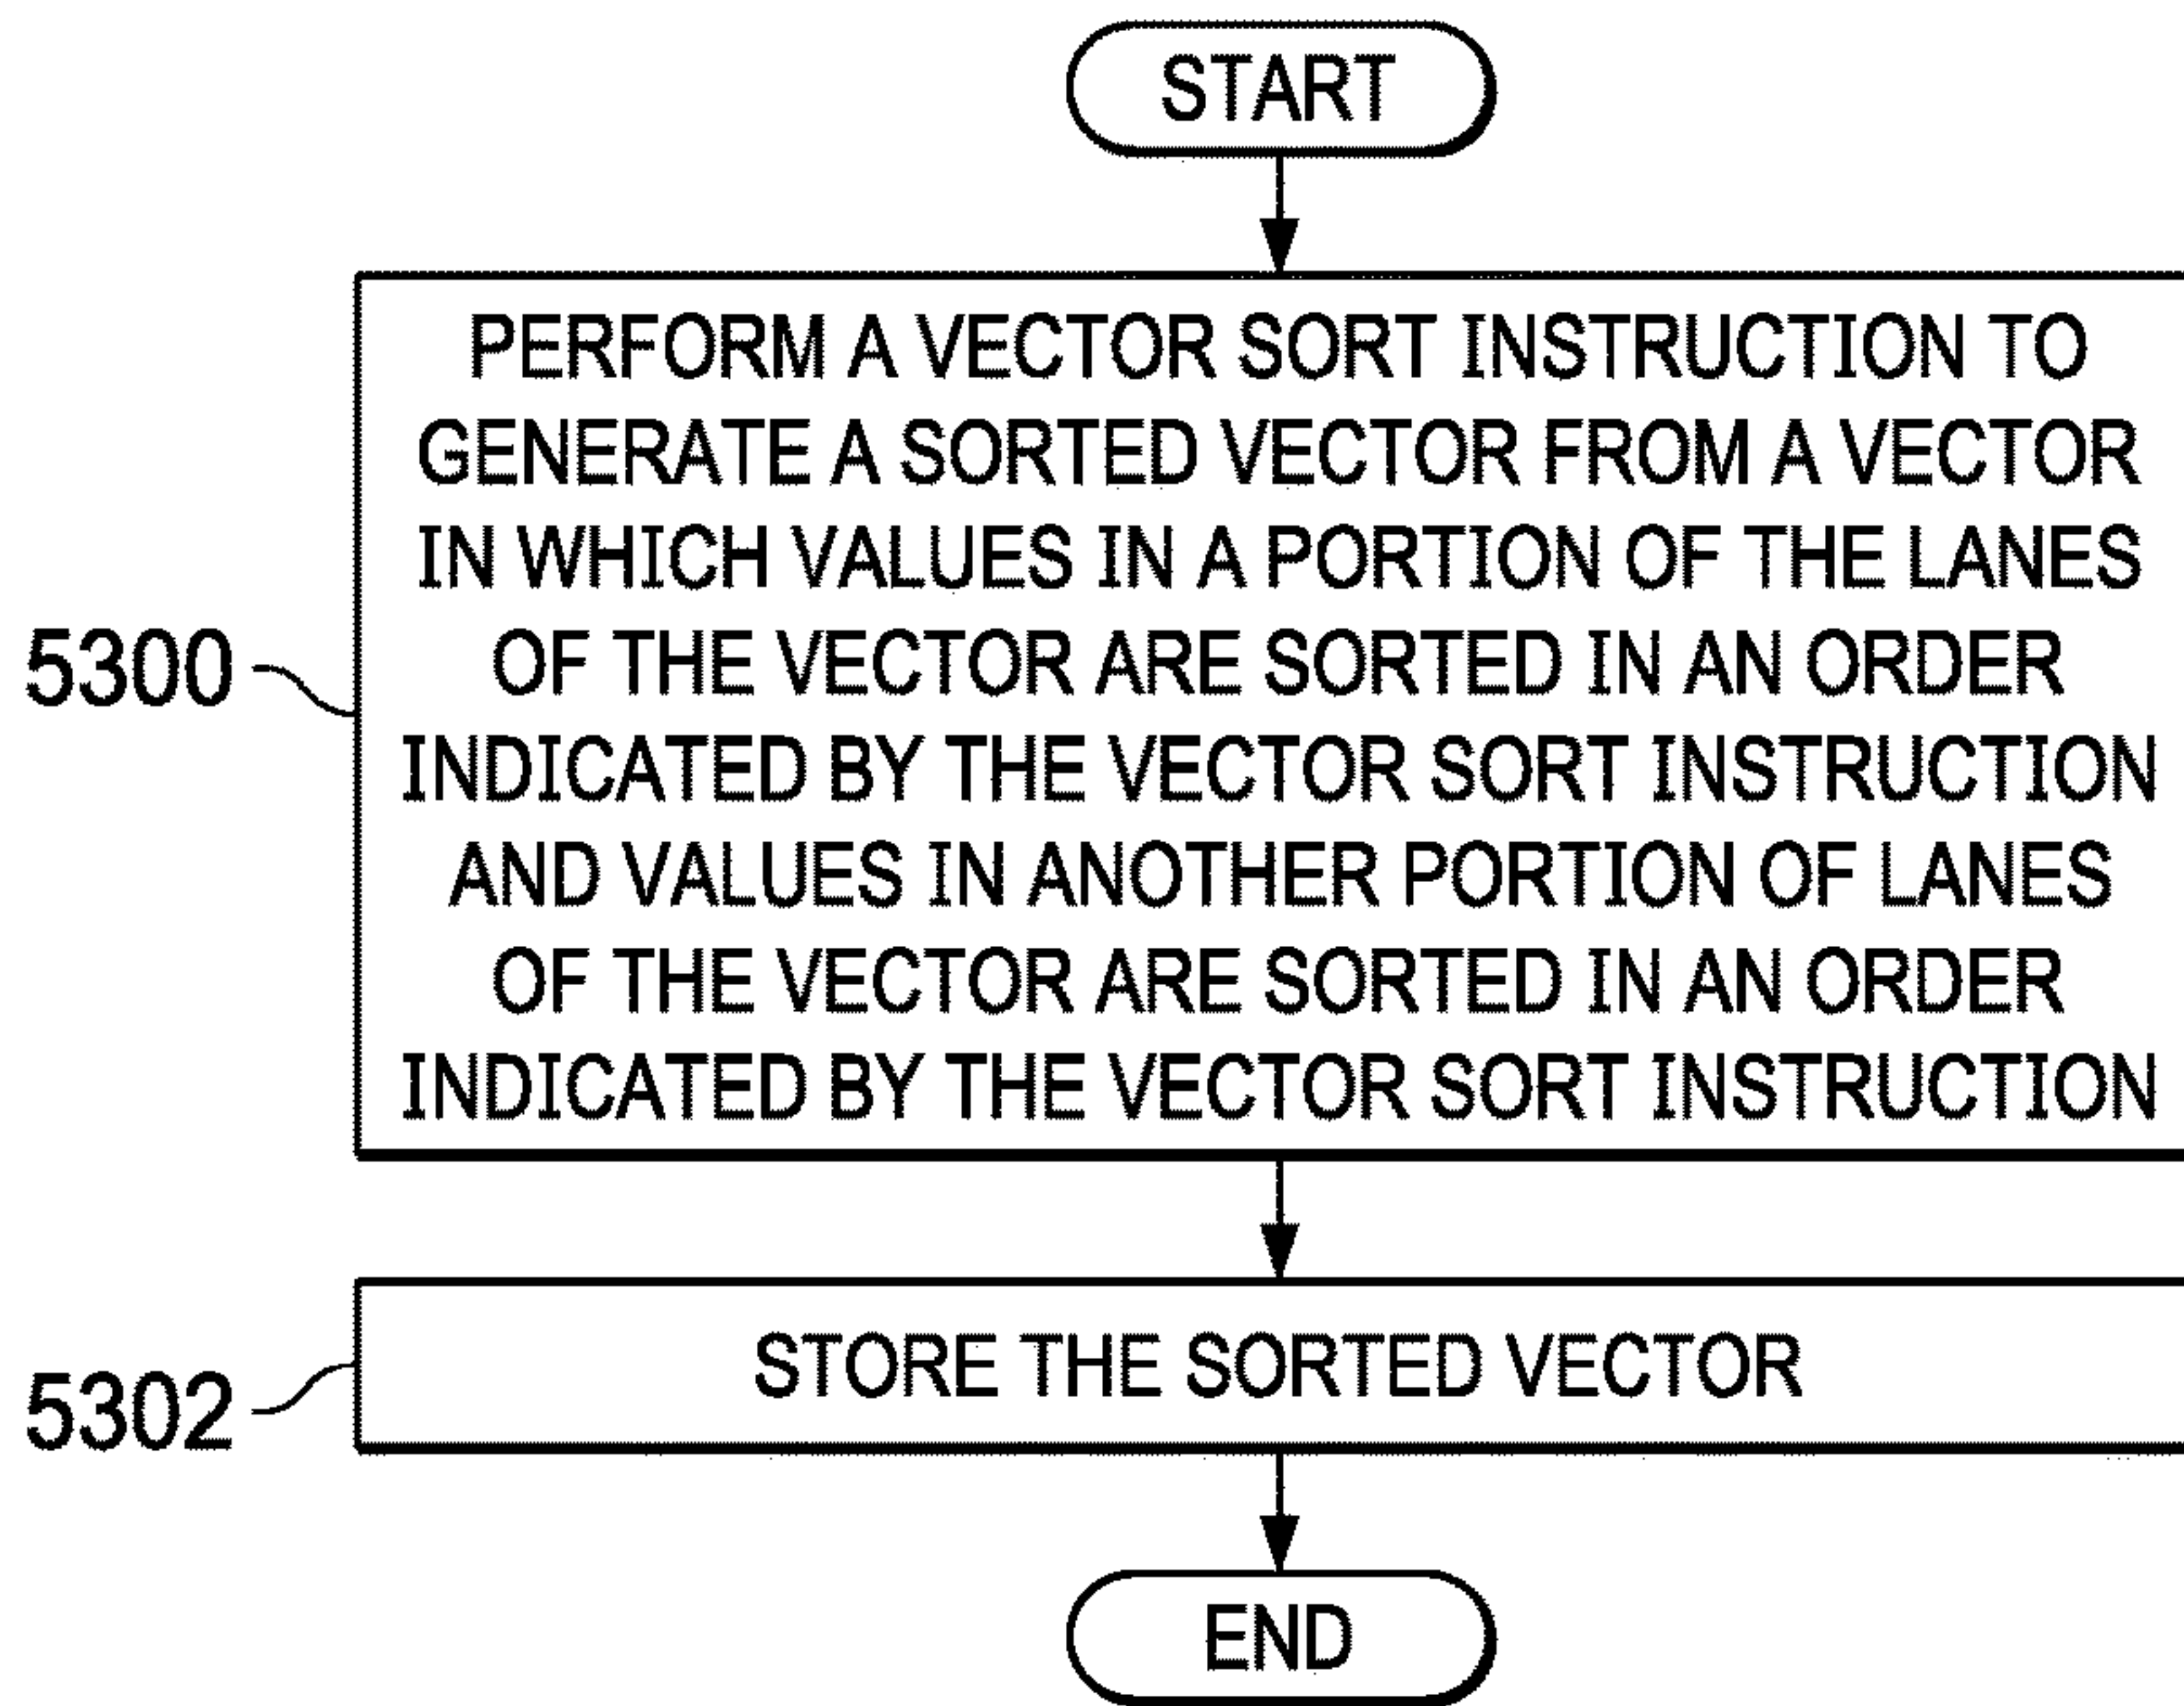 START
PERFORM A VECTOR SORT INSTRUCTION TO
GENERATE A SORTED VECTOR FROM A VECTOR
IN WHICH VALUES IN A PORTION OF THE LANES
OF THE VECTOR ARE SORTED IN AN ORDER
INDICATED BY THE VECTOR SORT INSTRUCTION
AND VALUES IN ANOTHER PORTION OF LANES
OF THE VECTOR ARE SORTED IN AN ORDER
INDICATED BY THE VECTOR SORT INSTRUCTION
5300
STORE THE SORTED VECTOR
5302
END